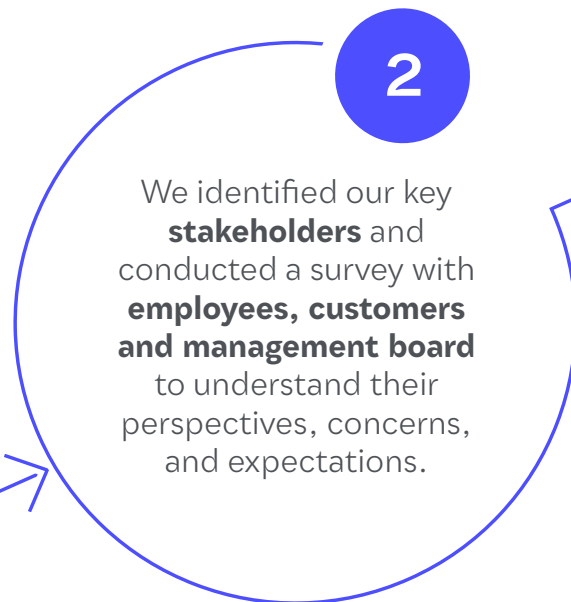 2
We identified our key
stakeholders and
conducted a survey with
employees, customers
and management board
to understand their
perspectives, concerns,
and expectations.